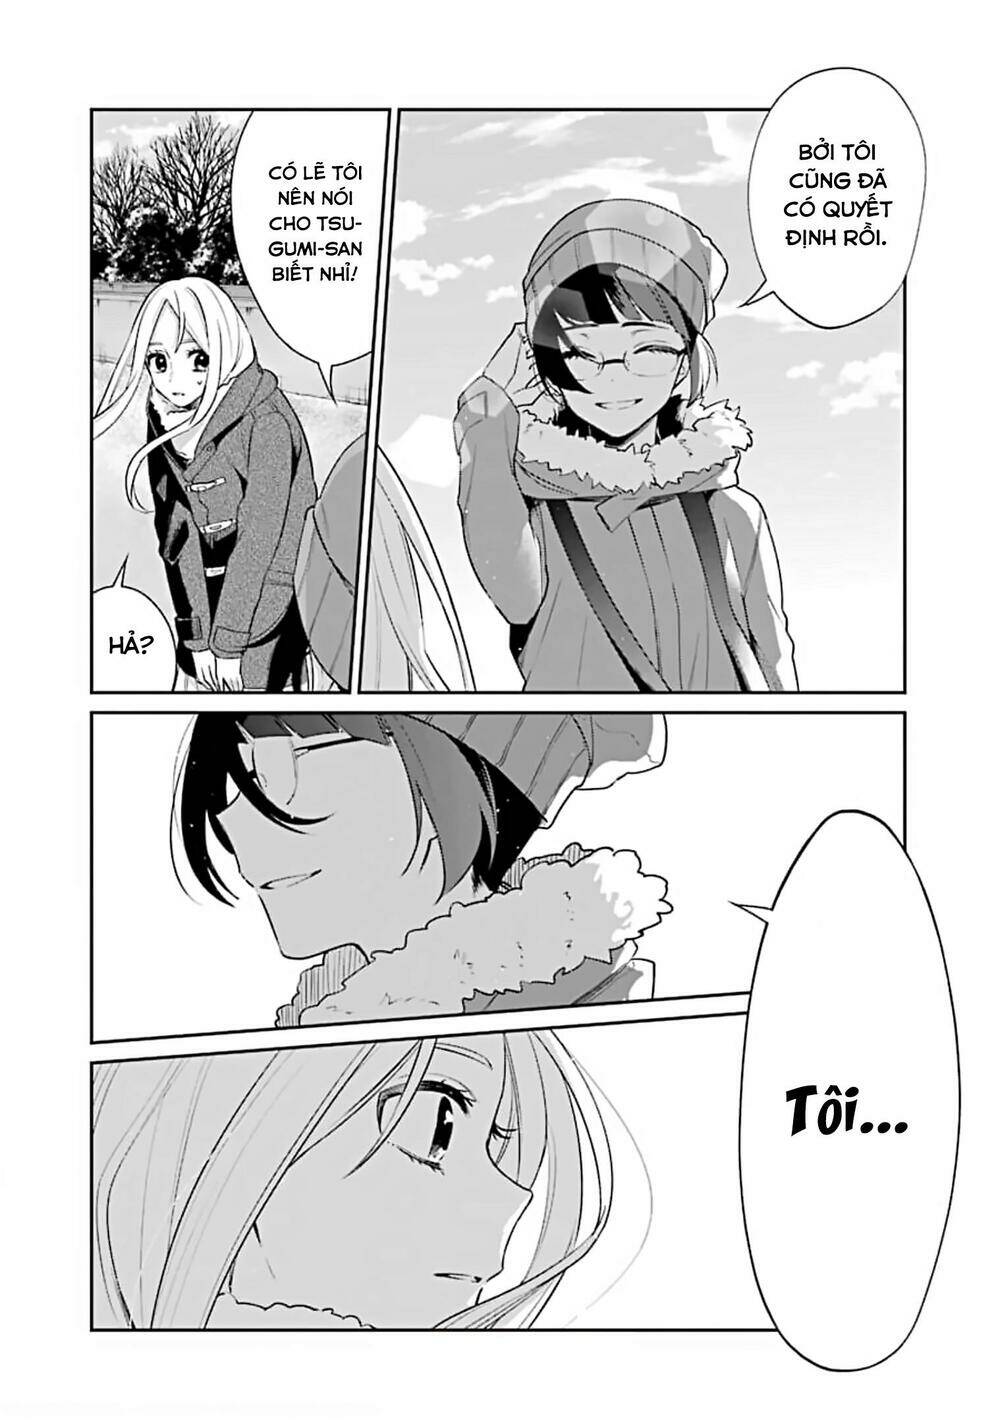 BỞI TÔI
CŨNG ĐÃ
CÓ QUYẾT
ĐỊNH RỒI.
CÓ LẼ TÔI
NÊN NÓI
CHO TSU-
GUMI-SAN
BIẾT NHỈ!
HẢ?
TÔI...